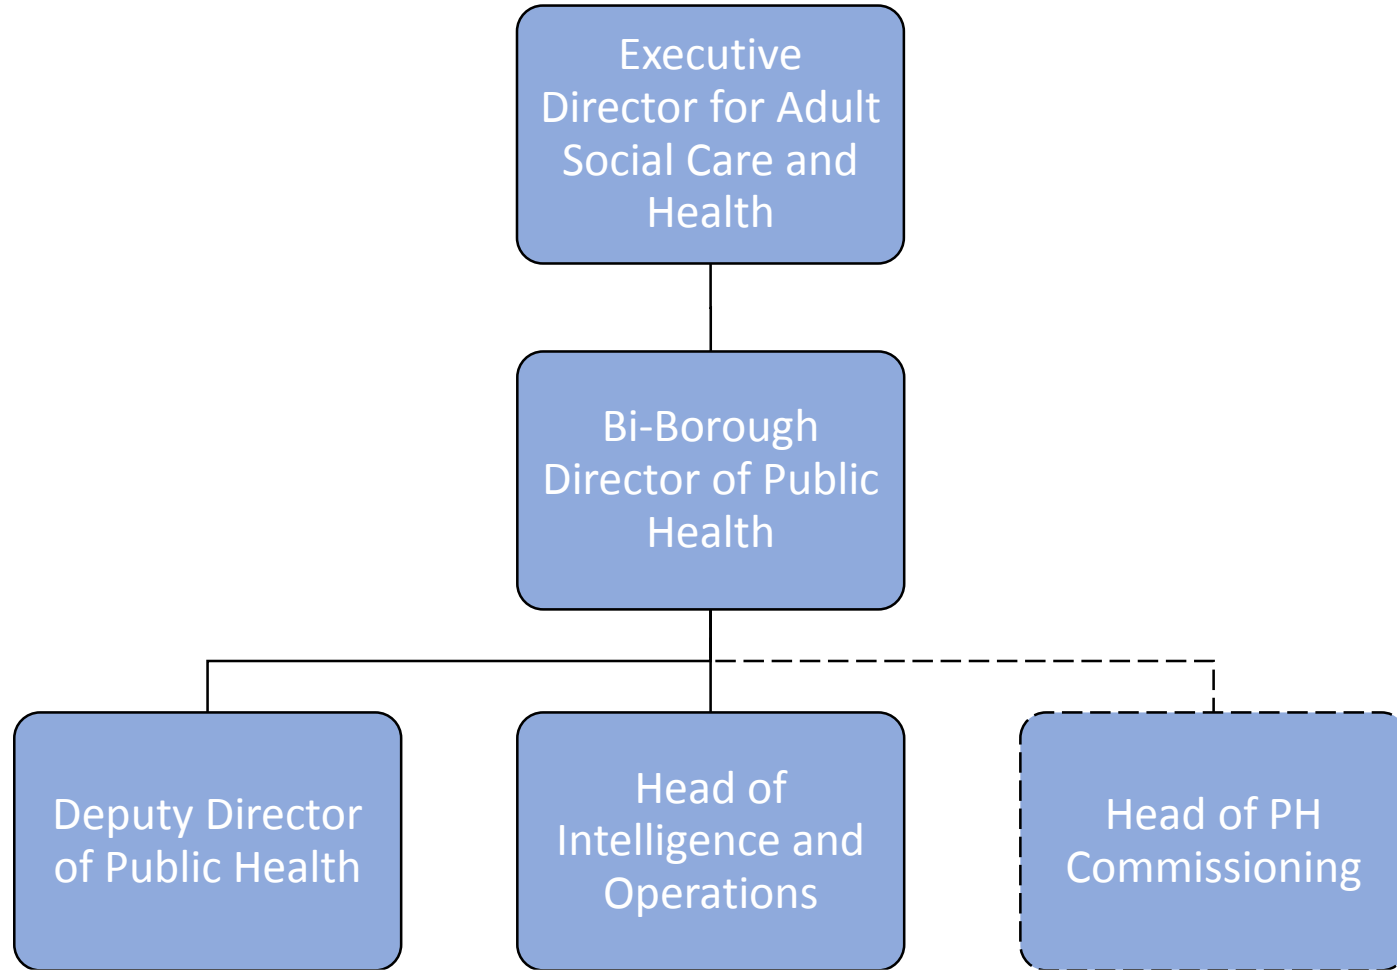 Executive
Director for Adult
Social Care and
Health
Bi-Borough
Director of Public
Health
Deputy Director
of Public Health
Head of
Intelligence and
Operations
Head of PH
Commissioning